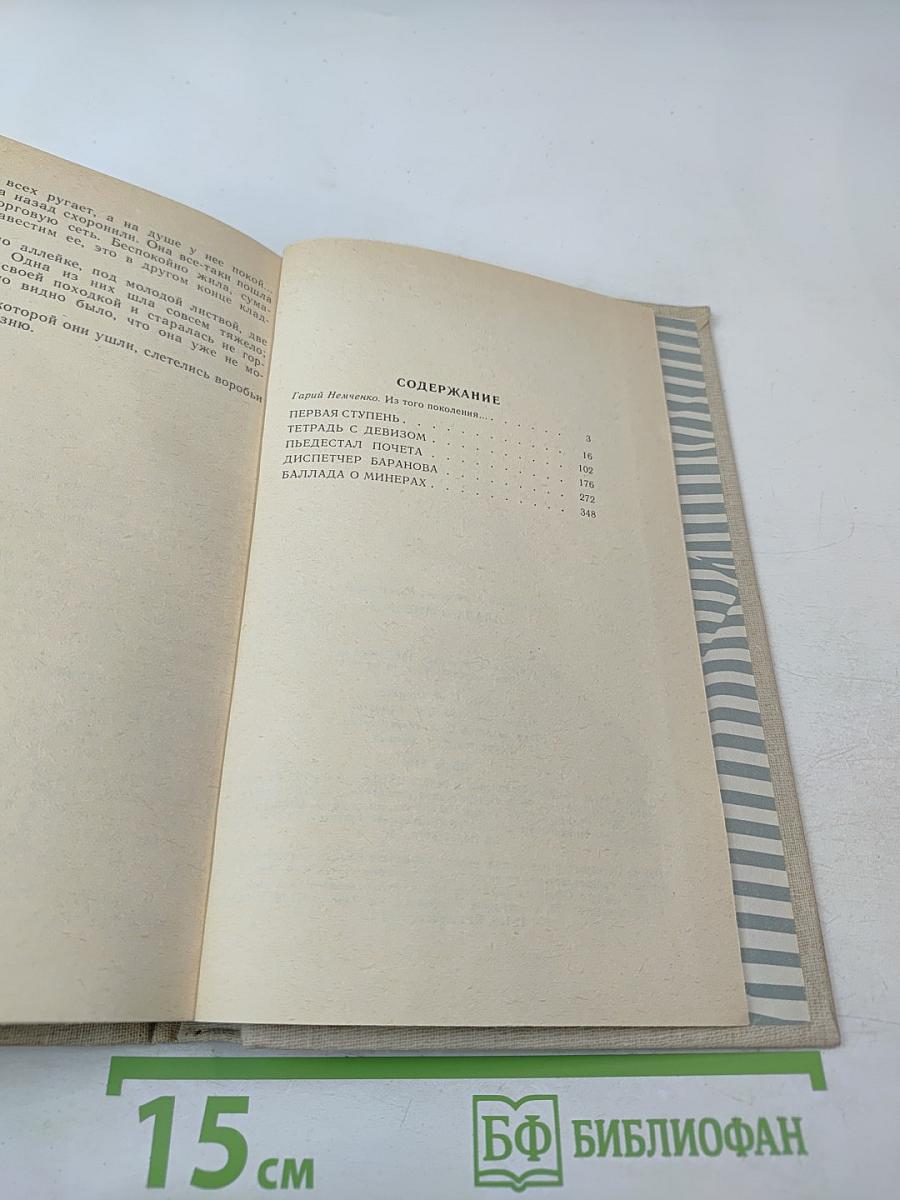 всех ругает, а на душе у нее покой...
а назад схоронили. Она все-таки пошла
орговую сеть. Беспокойно жила, сума-
авестим ее, это в другом конце клад-
о аллейке, под молодой листвой, две
Одна из них шла совсем тяжело;
своей походкой и старалась не гор-
о видно было, что она уже не мо-
которой они ушли, слетелись воробьи
знюю.
СОДЕРЖАНИЕ
Гарий Немченко. Из того поколения... 3
ПЕРВАЯ СТУПЕНЬ 16
ТЕТРАДЬ С ДЕВИЗОМ 102
ПЬЕДЕСТАЛ ПОЧЕТА 176
ДИСПЕТЧЕР БАРАНОВА 272
БАЛЛАДА О МИНЕРАХ 348
15 см
БФ БИБЛИОФАН